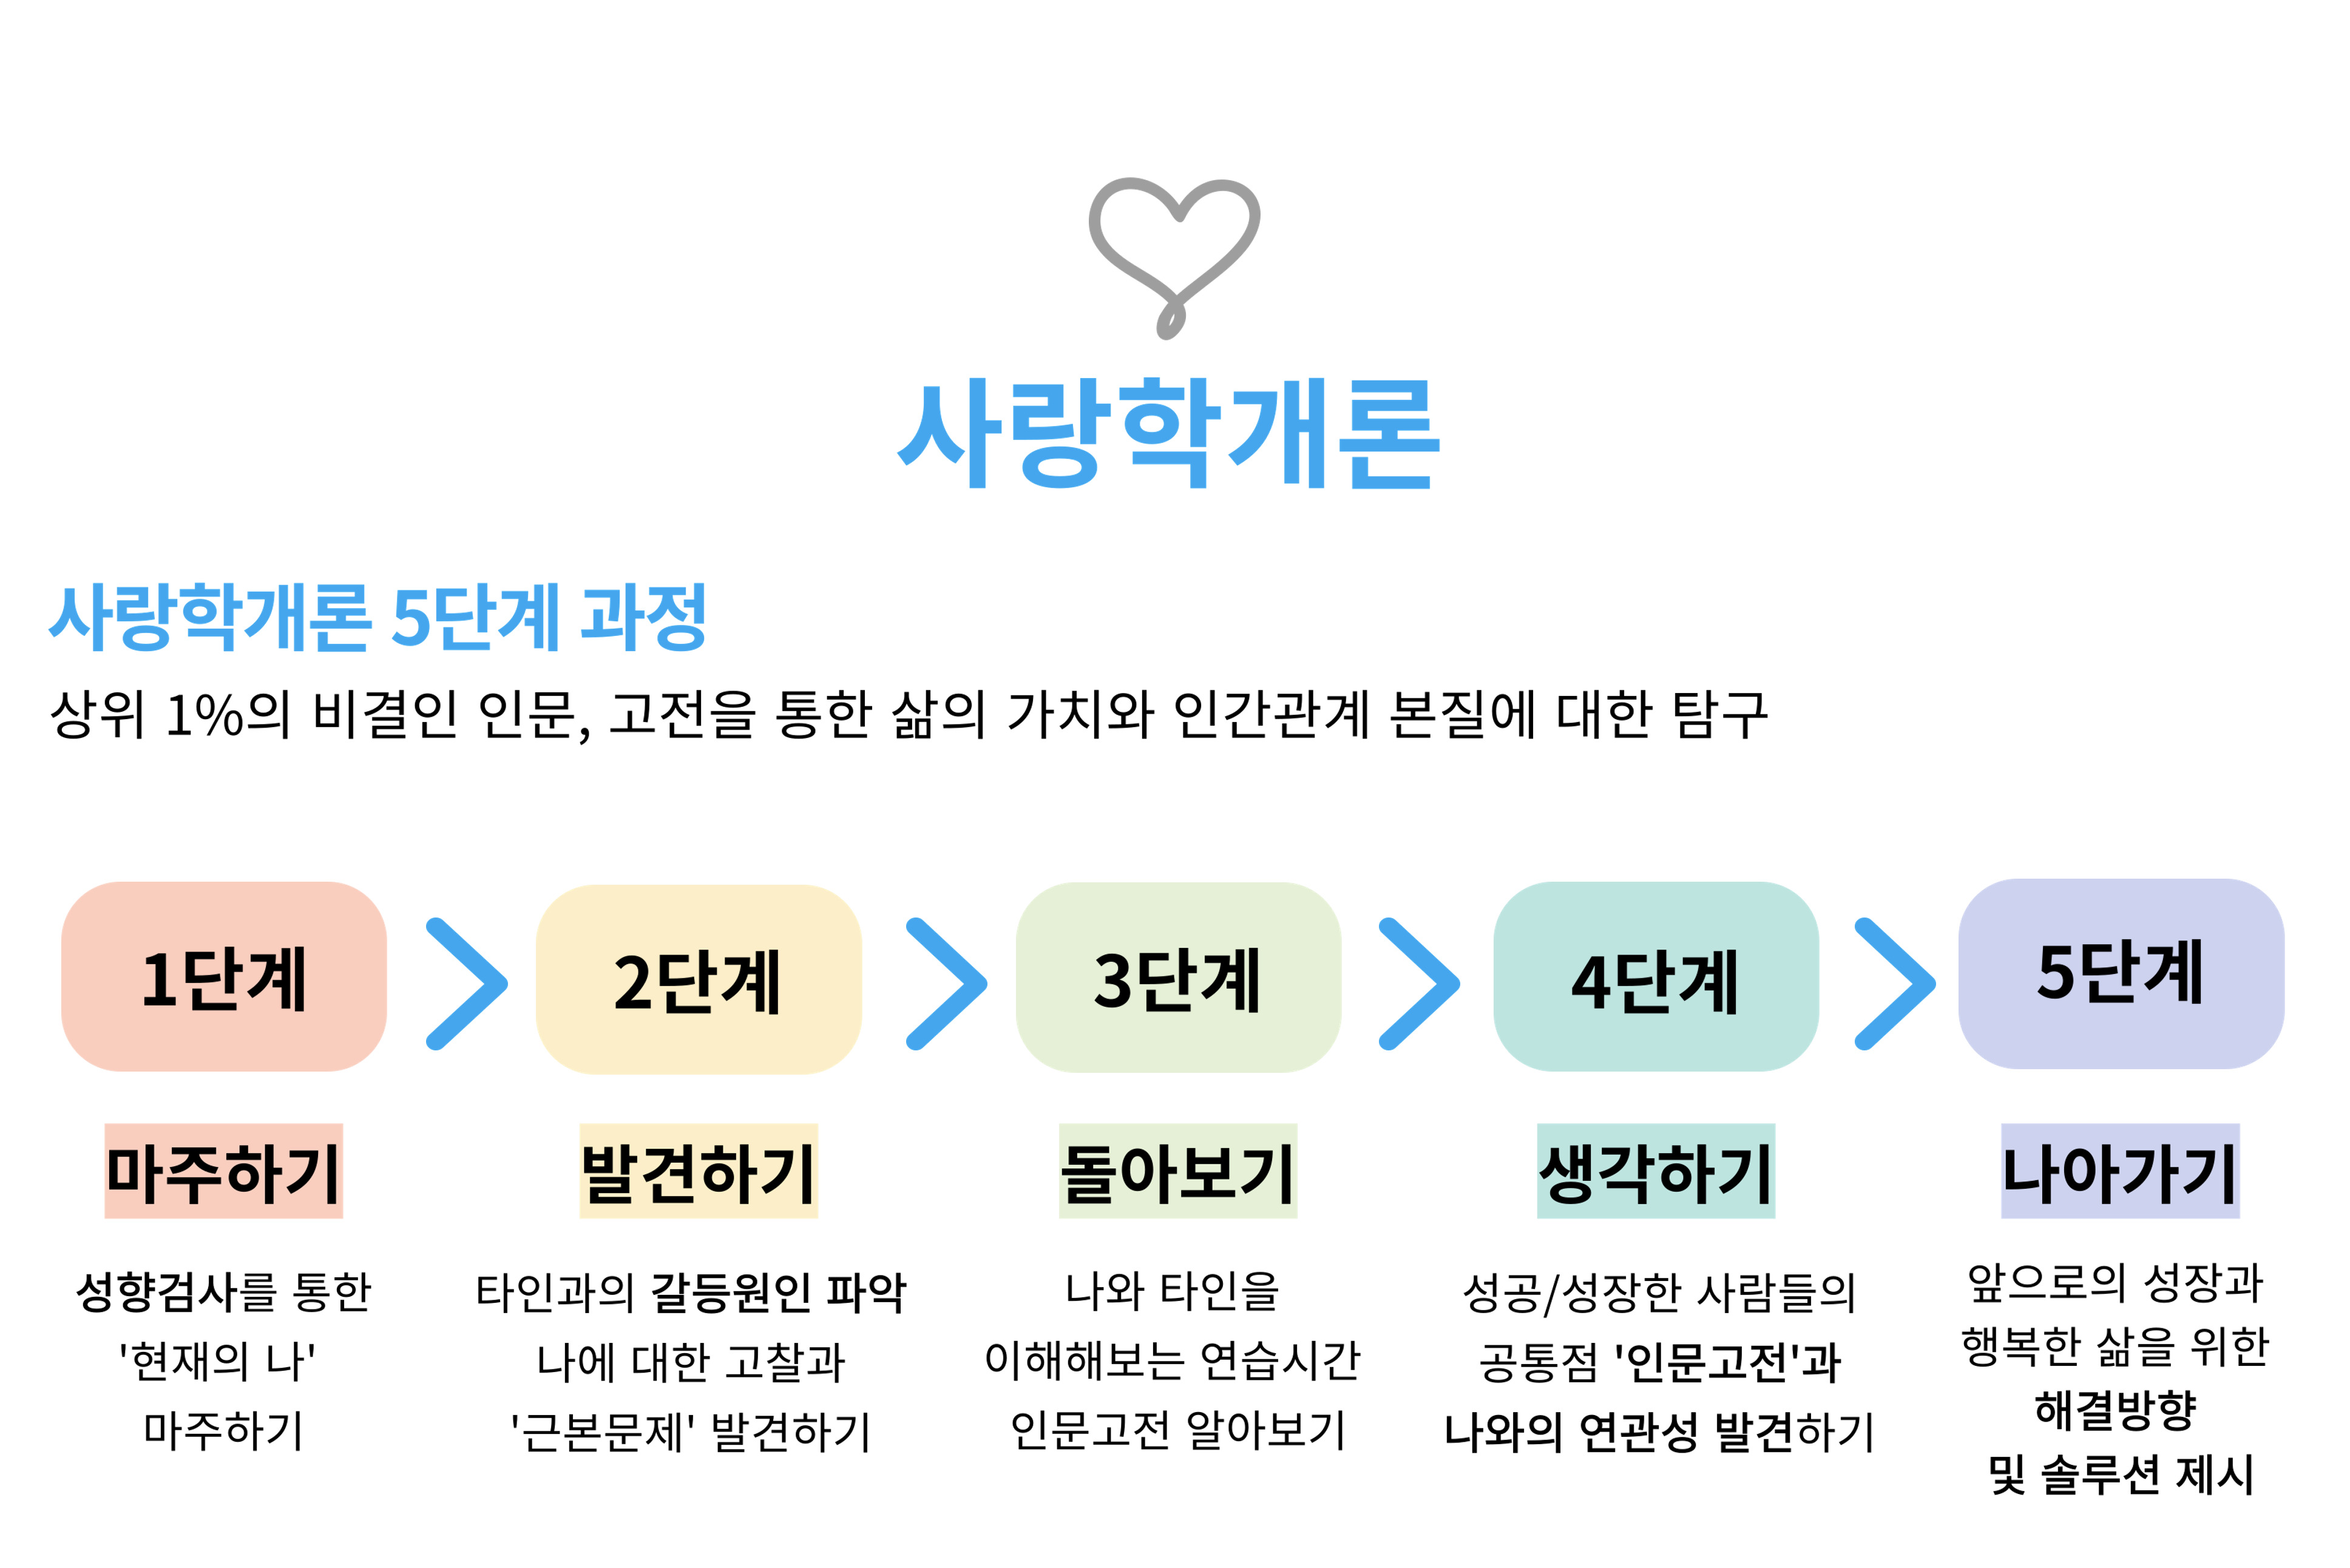 사랑학개론
사랑학개론 5단계 과정
상위 1%의 비결인 인문, 고전을 통한 삶의 가치와 인간관계 본질에 대한 탐구
1단계
2단계
3단계
4단계
5단계
마주하기
발견하기
돌아보기
생각하기
나아가기
성향검사를 통한
'현재의 나'
마주하기
타인과의 갈등원인 파악
나에 대한 고찰과
'근본문제' 발견하기
나와 타인을
이해해보는 연습시간
인문고전 알아보기
성공/성장한 사람들의
공통점 '인문고전'과
나와의 연관성 발견하기
앞으로의 성장과
행복한 삶을 위한
해결방향
및 솔루션 제시